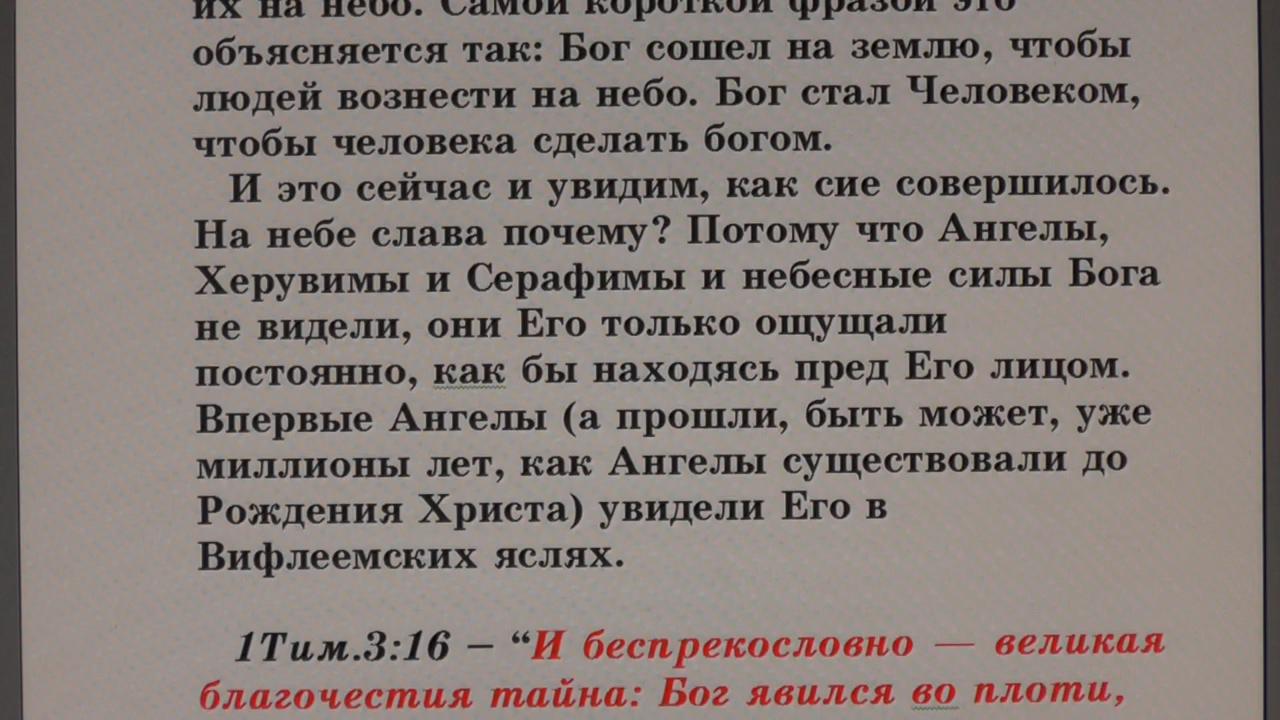 их на небо. Самой короткой фразой это
объясняется так: Бог сошел на землю, чтобы
людей вознести на небо. Бог стал Человеком,
чтобы человека сделать богом.
И это сейчас и увидим, как сие совершилось.
На небе слава почему? Потому что Ангелы,
Херувимы и Серафимы и небесные силы Бога
не видели, они Его только ощущали
постоянно, как бы находясь пред Его лицом.
Впервые Ангелы (а прошли, быть может, уже
миллионы лет, как Ангелы существовали до
Рождения Христа) увидели Его в
Вифлеемских яслях.
1Тим.3:16 – “И беспрекословно — великая
благочестия тайна: Бог явился во плоти,